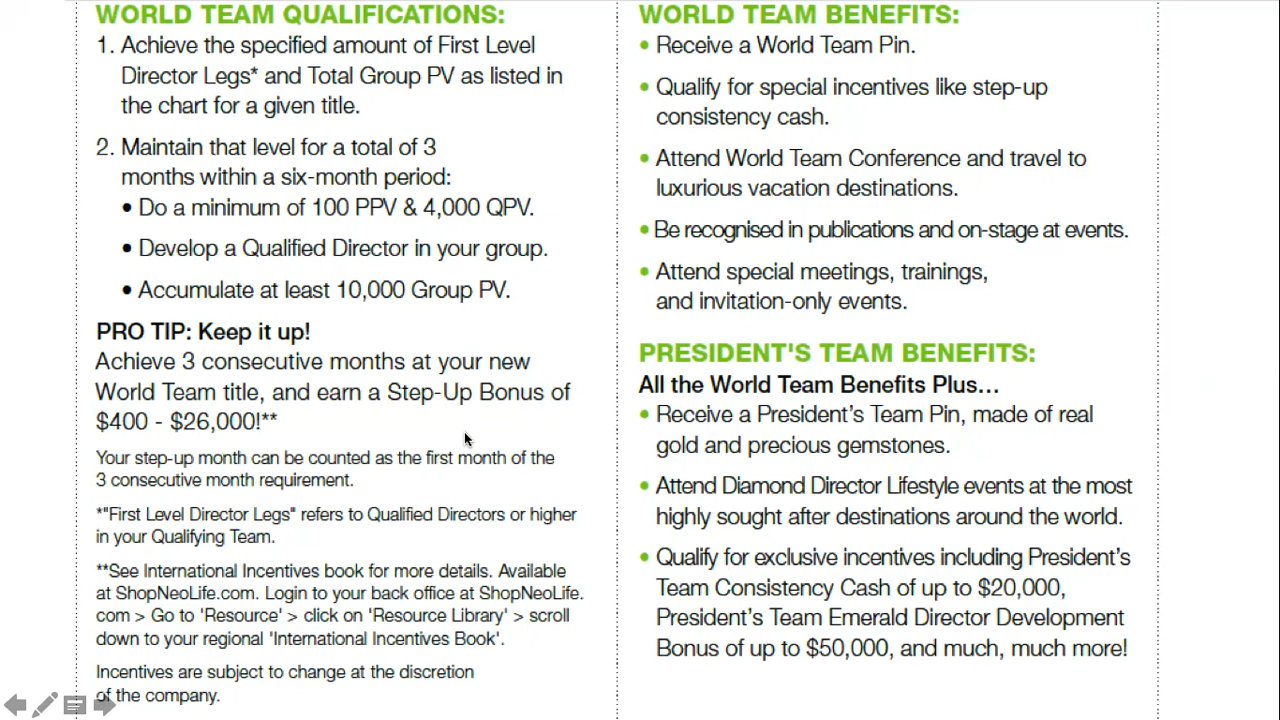 WORLD TEAM QUALIFICATIONS:
1. Achieve the specified amount of First Level
Director Legs* and Total Group PV as listed in
the chart for a given title.
2. Maintain that level for a total of 3
months within a six-month period:
• Do a minimum of 100 PPV & 4,000 QPV.
• Develop a Qualified Director in your group.
• Accumulate at least 10,000 Group PV.
PRO TIP: Keep it up!
Achieve 3 consecutive months at your new
World Team title, and earn a Step-Up Bonus of
$400 - $26,000!**
Your step-up month can be counted as the first month of the
3 consecutive month requirement.
*"First Level Director Legs" refers to Qualified Directors or higher
in your Qualifying Team.
**See International Incentives book for more details. Available
at ShopNeoLife.com. Login to your back office at ShopNeoLife.
com > Go to 'Resource' > click on 'Resource Library' > scroll
down to your regional 'International Incentives Book'.
Incentives are subject to change at the discretion
of the company.
WORLD TEAM BENEFITS:
• Receive a World Team Pin.
• Qualify for special incentives like step-up
consistency cash.
• Attend World Team Conference and travel to
luxurious vacation destinations.
• Be recognised in publications and on-stage at events.
• Attend special meetings, trainings,
and invitation-only events.
PRESIDENT'S TEAM BENEFITS:
All the World Team Benefits Plus...
• Receive a President's Team Pin, made of real
gold and precious gemstones.
• Attend Diamond Director Lifestyle events at the most
highly sought after destinations around the world.
• Qualify for exclusive incentives including President's
Team Consistency Cash of up to $20,000,
President's Team Emerald Director Development
Bonus of up to $50,000, and much, much more!